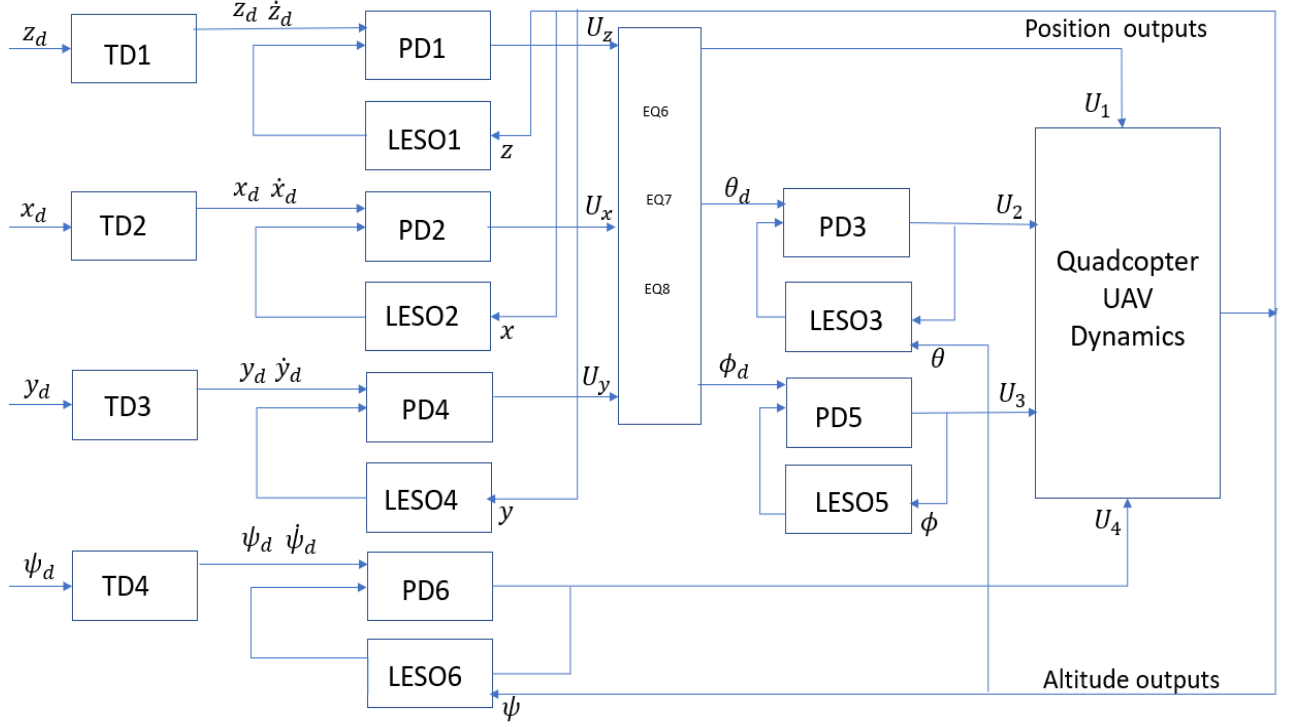 z_d
TD1
z_d ż_d
PD1
U_z
LESO1
z
x_d
TD2
x_d ẋ_d
PD2
U_x
LESO2
x
y_d
TD3
y_d ẏ_d
PD4
U_y
LESO4
y
ψ_d
TD4
ψ_d ψ̇_d
PD6
LESO6
ψ
EQ6
EQ7
EQ8
θ_d
PD3
U_2
LESO3
θ
ϕ_d
PD5
U_3
LESO5
ϕ
Position outputs
U_1
Quadcopter
UAV
Dynamics
U_4
Altitude outputs